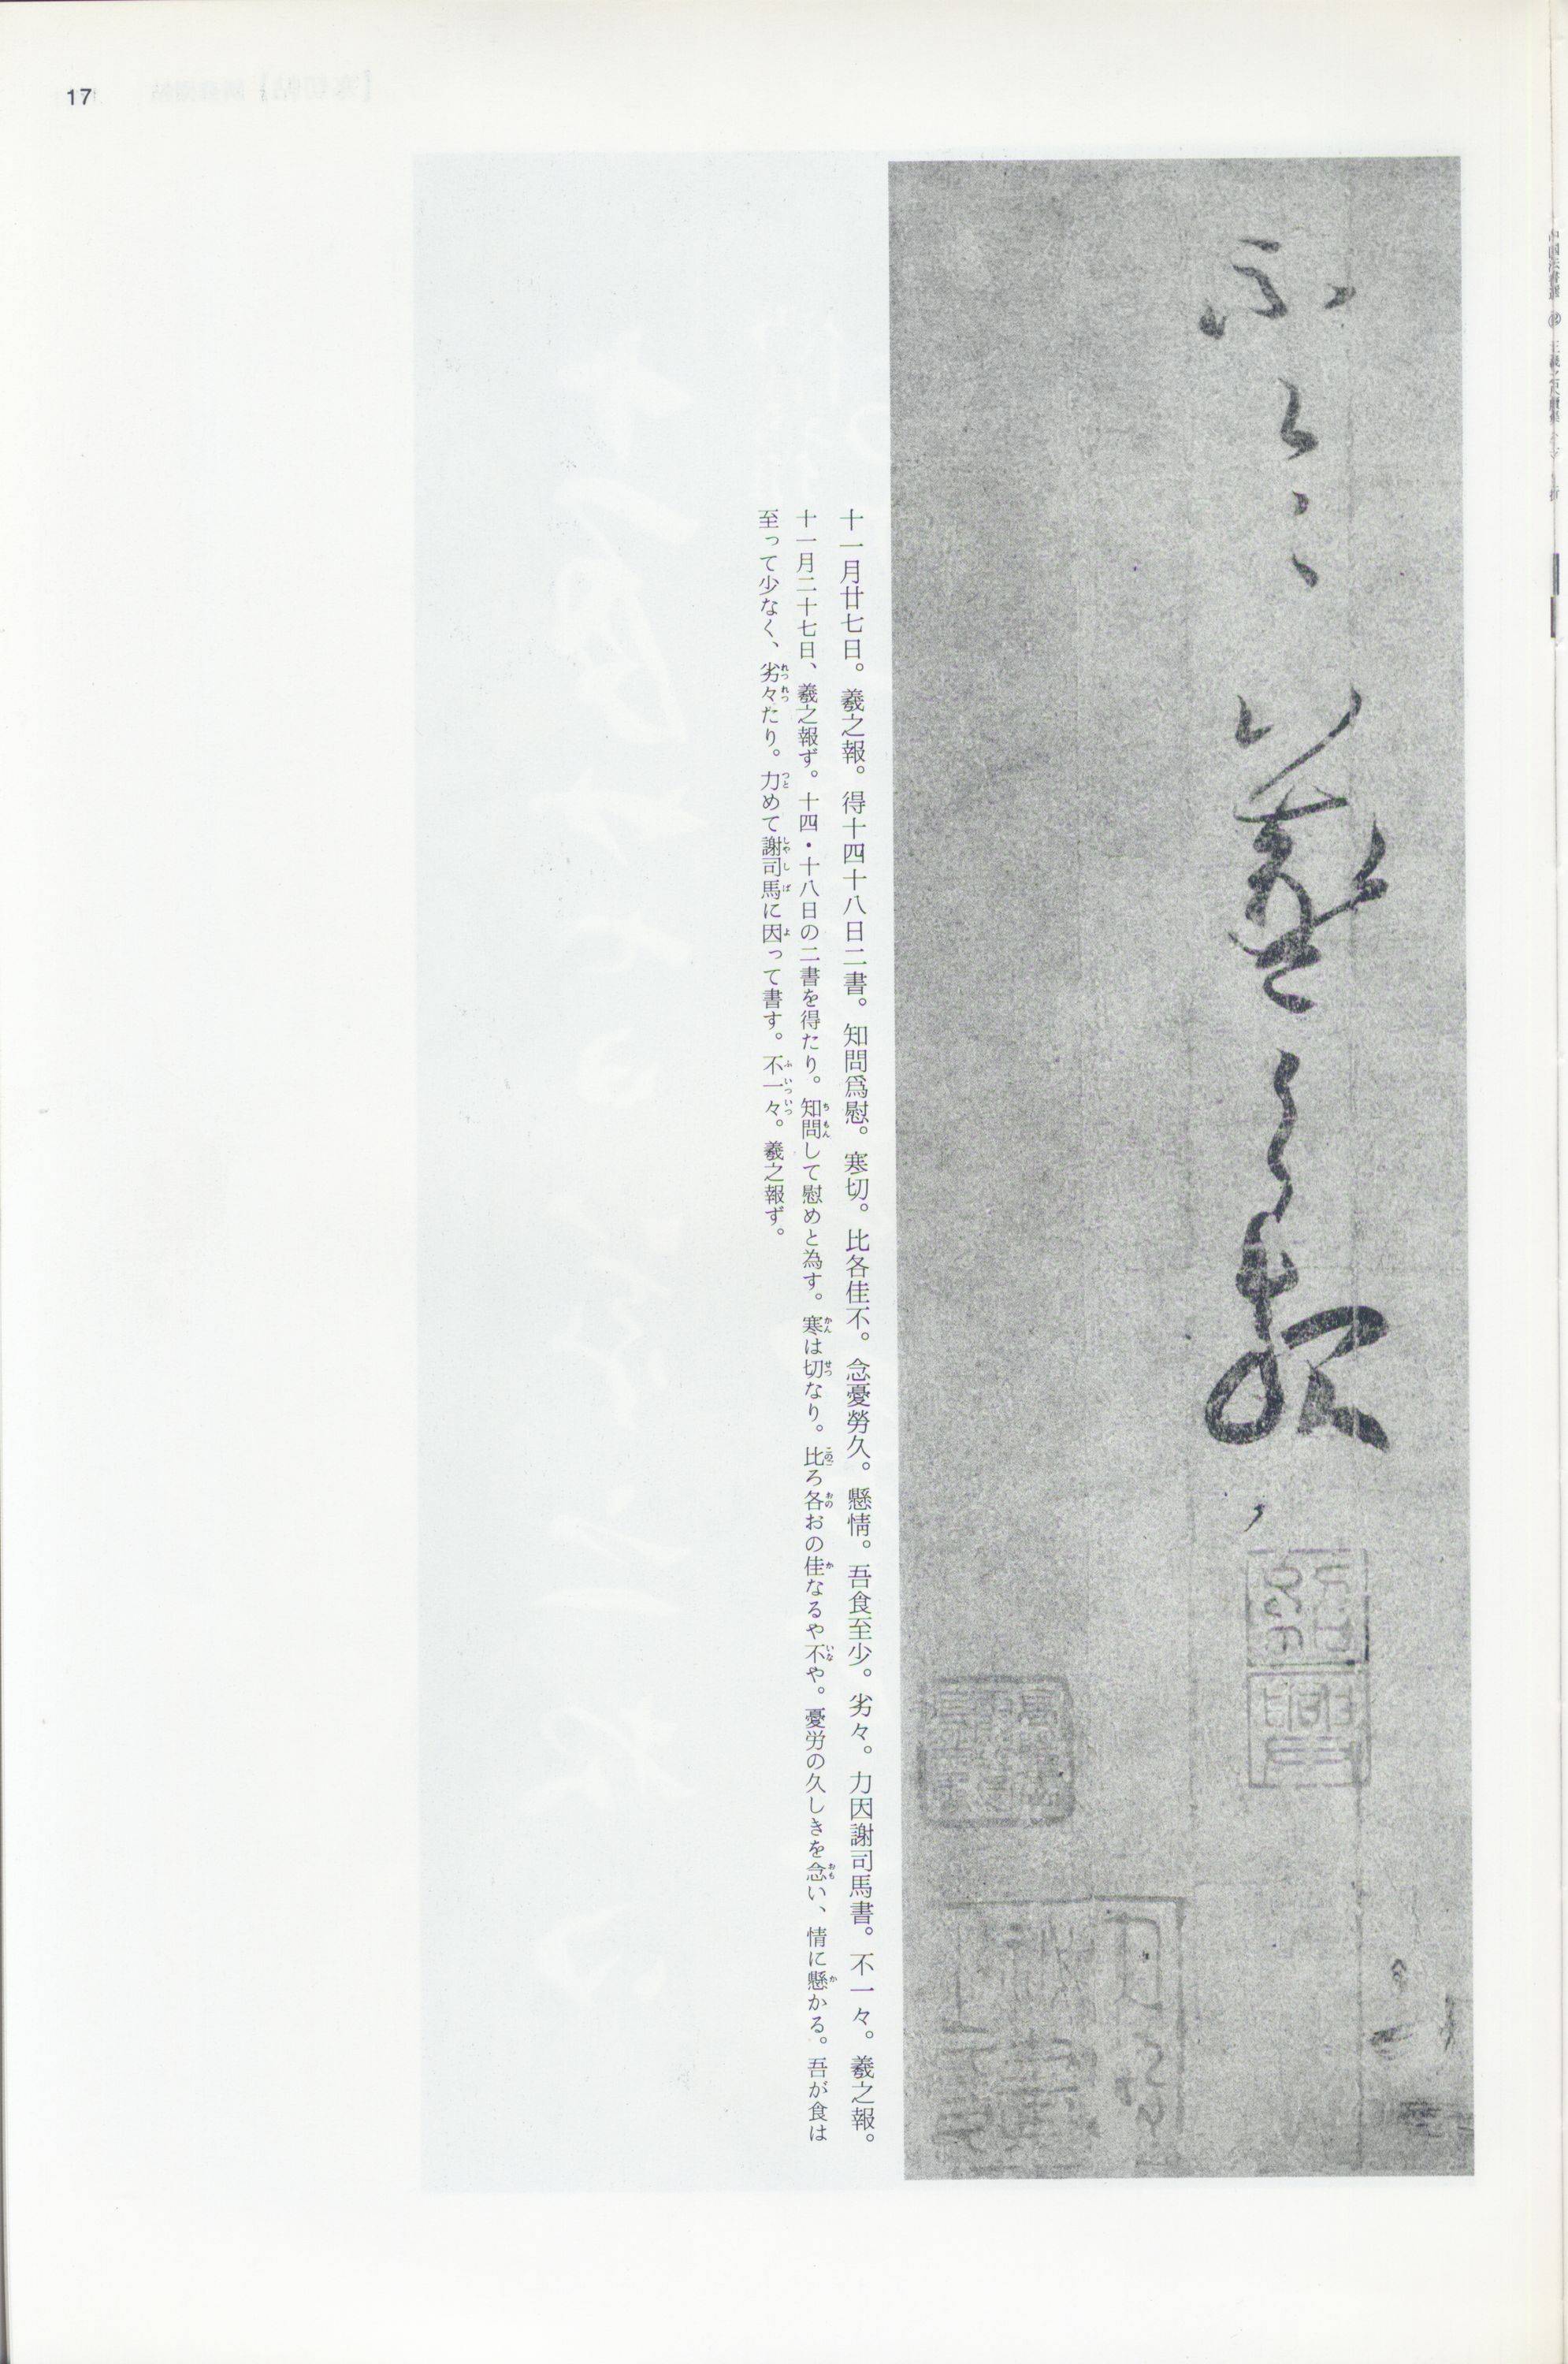 17
不一々羲之報
十一月廿七日。羲之報。得十四十八日二書。知問爲慰。寒切。比各佳不。念憂勞久。懸情。吾食至少。劣々。力因謝司馬書。不一々。羲之報。
十一月二十七日、羲之報ず。十四・十八日の二書を得たり。知問して慰めと為す。寒は切なり。比ろ各おの佳なるや不や。憂労の久しきを念い、情に懸かる。吾が食は
至って少なく、劣々たり。力めて謝司馬に因って書す。不一々。羲之報ず。